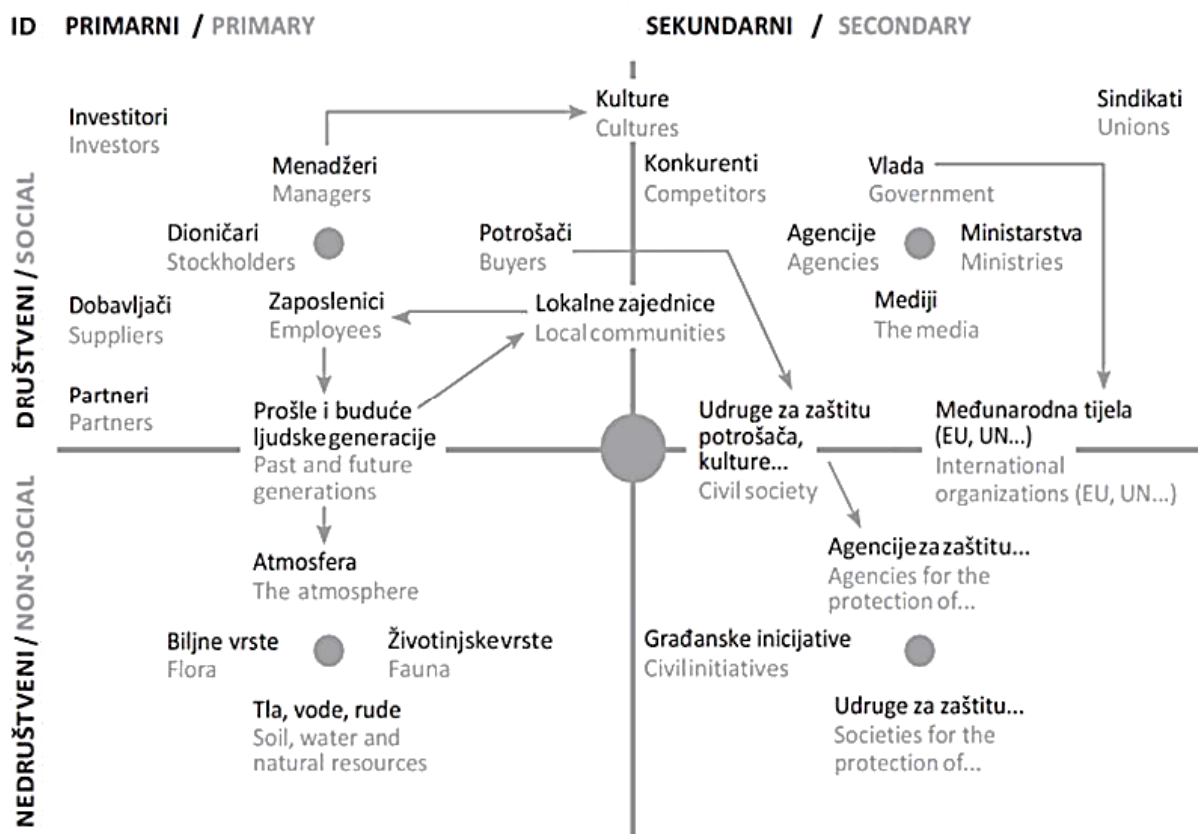 ID PRIMARNI / PRIMARY
SEKUNDARNI / SECONDARY
DRUŠTVENI / SOCIAL
NEDRUŠTVENI / NON-SOCIAL
Investitori
Investors
Menadžeri
Managers
Dioničari
Stockholders
Potrošači
Buyers
Dobavljači
Suppliers
Zaposlenici
Employees
Partneri
Partners
Prošle i buduće
ljudske generacije
Past and future
generations
Kulture
Cultures
Lokalne zajednice
Local communities
Konkurenti
Competitors
Vlada
Government
Sindikati
Unions
Agencije
Agencies
Ministarstva
Ministries
Mediji
The media
Udruge za zaštitu
potrošača,
kulture...
Civil society
Međunarodna tijela
(EU, UN...)
International
organizations (EU, UN...)
Atmosfera
The atmosphere
Biljne vrste
Flora
Životinjske vrste
Fauna
Tla, vode, rude
Soil, water and
natural resources
Agencije za zaštitu...
Agencies for the
protection of...
Građanske inicijative
Civil initiatives
Udruge za zaštitu...
Societies for the
protection of...